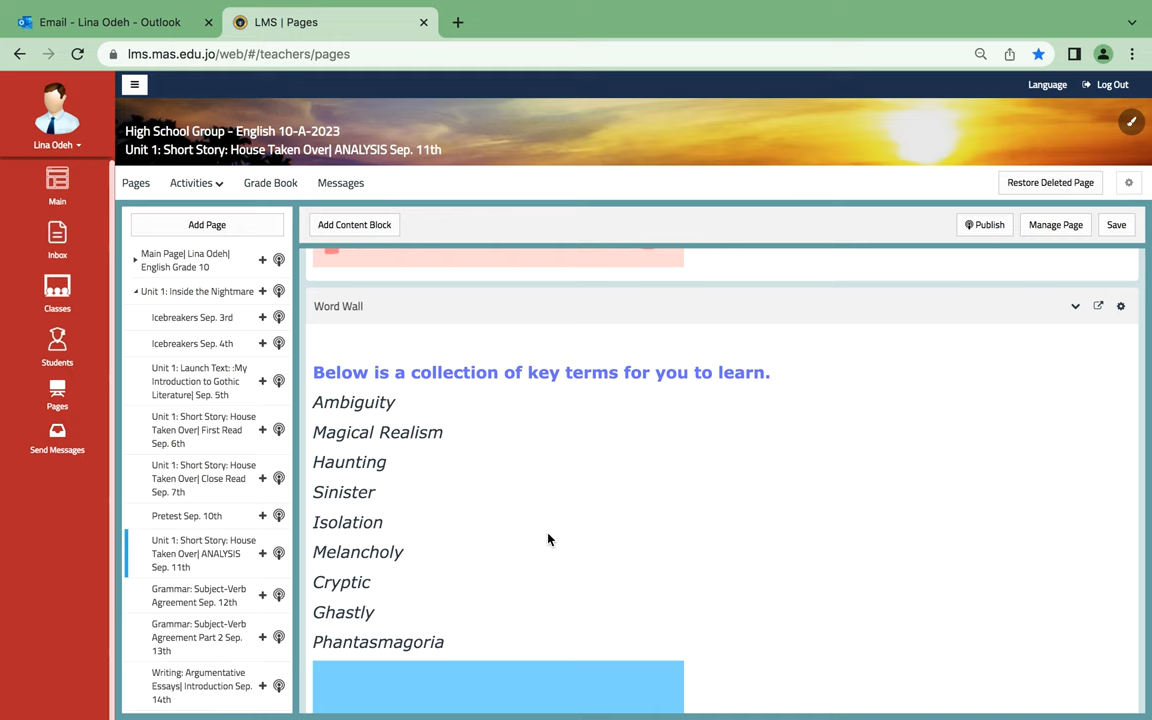 Email - Lina Odeh - Outlook
LMS | Pages
lms.mas.edu.jo/web/#/teachers/pages
Language
Log Out
Lina Odeh
High School Group - English 10-A-2023
Unit 1: Short Story: House Taken Over| ANALYSIS Sep. 11th
Pages
Activities
Grade Book
Messages
Restore Deleted Page
Main
Inbox
Classes
Students
Pages
Send Messages
Add Page
Main Page| Lina Odeh|
English Grade 10
Unit 1: Inside the Nightmare
Icebreakers Sep. 3rd
Icebreakers Sep. 4th
Unit 1: Launch Text: :My
Introduction to Gothic
Literature| Sep. 5th
Unit 1: Short Story: House
Taken Over| First Read
Sep. 6th
Unit 1: Short Story: House
Taken Over| Close Read
Sep. 7th
Pretest Sep. 10th
Unit 1: Short Story: House
Taken Over| ANALYSIS
Sep. 11th
Grammar: Subject-Verb
Agreement Sep. 12th
Grammar: Subject-Verb
Agreement Part 2 Sep.
13th
Writing: Argumentative
Essays| Introduction Sep.
14th
Add Content Block
Publish
Manage Page
Save
Word Wall
Below is a collection of key terms for you to learn.
Ambiguity
Magical Realism
Haunting
Sinister
Isolation
Melancholy
Cryptic
Ghastly
Phantasmagoria